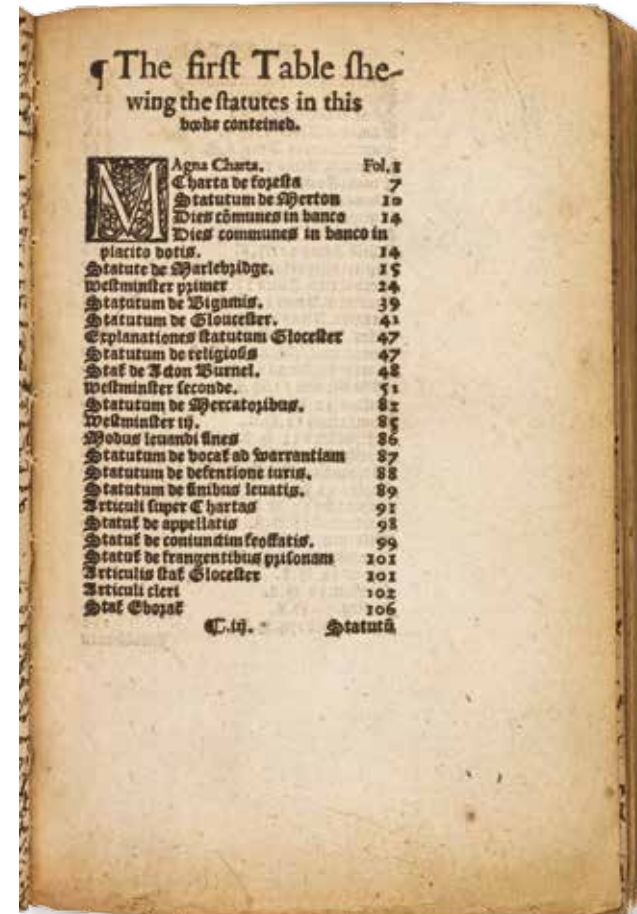 ¶ The firſt Table ſhe-
wing the ſtatutes in this
booke conteined.
MAgna Charta. Fol.1
Charta de foreſta 7
Statutum de Merton 10
Dies cōmunes in banco 14
Dies communes in banco in
placito dotis. 14
Statute de Marlebridge. 15
Weſtminſter primer 24
Statutum de Bigamis. 39
Statutum de Glouceſter. 41
Explanationes ſtatutum Gloceſter 47
Statutum de religioſis 47
Stat̄ de Acton Burnel. 48
Weſtminſter ſeconde. 51
Statutum de Mercatoribus. 82
Weſtminſter iij. 85
Modus leuandi fines 86
Statutum de vocat̄ ad warrantiam 87
Statutum de defentione iuris. 88
Statutum de finibus leuatis. 89
Articuli ſuper Chartas 91
Statut̄ de appellatis 98
Statut̄ de coniunctim feoffatis. 99
Statut̄ de frangentibus priſonam 101
Articulis ſtat̄ Gloceſter 101
Articuli cleri 102
Stat̄ Eborat̄ 106
C.iij. Statutū